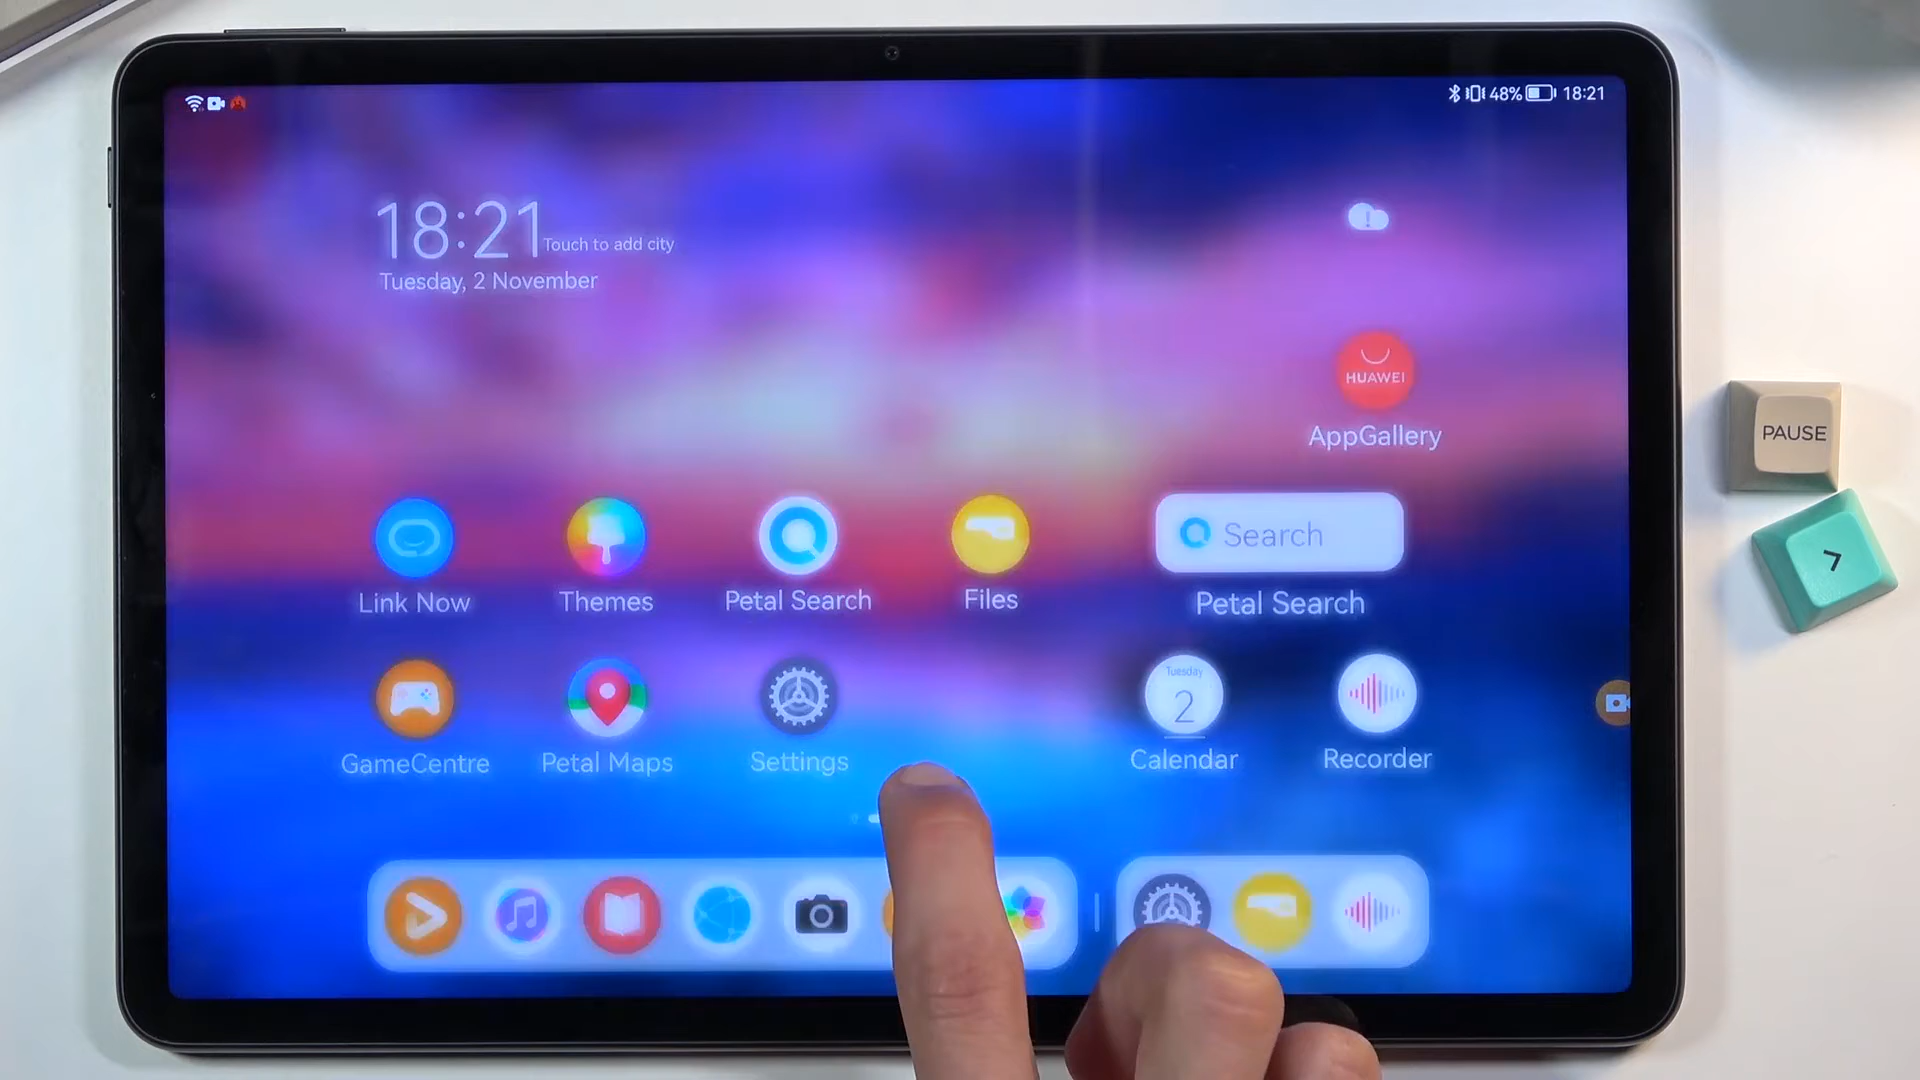 48% 18:21
18:21 Touch to add city
Tuesday, 2 November
HUAWEI
AppGallery
Search
Link Now
Themes
Petal Search
Files
Petal Search
Tuesday
2
GameCentre
Petal Maps
Settings
Calendar
Recorder
PAUSE
>